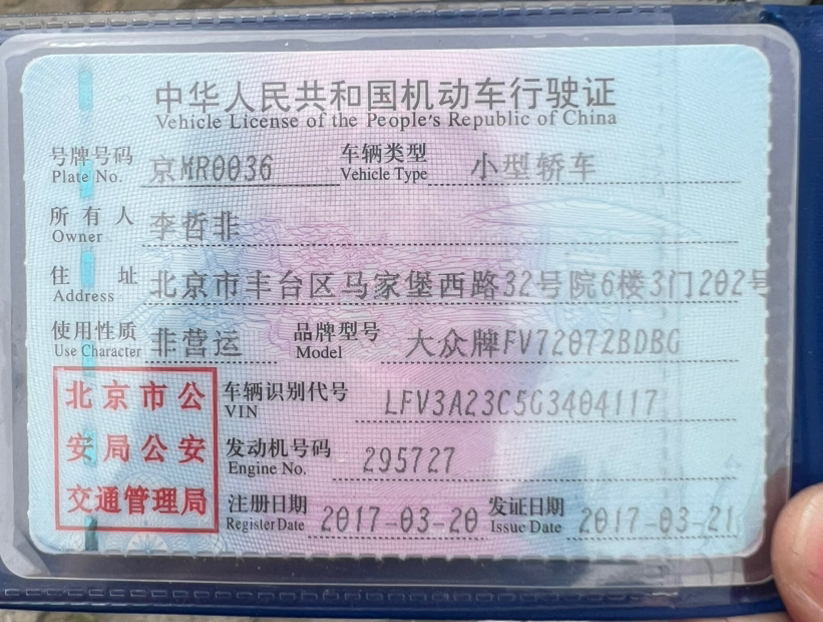 中华人民共和国机动车行驶证
Vehicle License of the People's Republic of China
号牌号码 京MR0036 车辆类型 小型轿车
Plate No. Vehicle Type
所有人 李哲非
Owner
住址 北京市丰台区马家堡西路32号院6楼3门202号
Address
使用性质 非营运 品牌型号 大众牌FV72072BDBG
Use Character Model
车辆识别代号 LFV3A23C5G3404117
VIN
发动机号码 295727
Engine No.
注册日期 2017-03-20 发证日期 2017-03-21
Register Date Issue Date
北京市公
安局公安
交通管理局